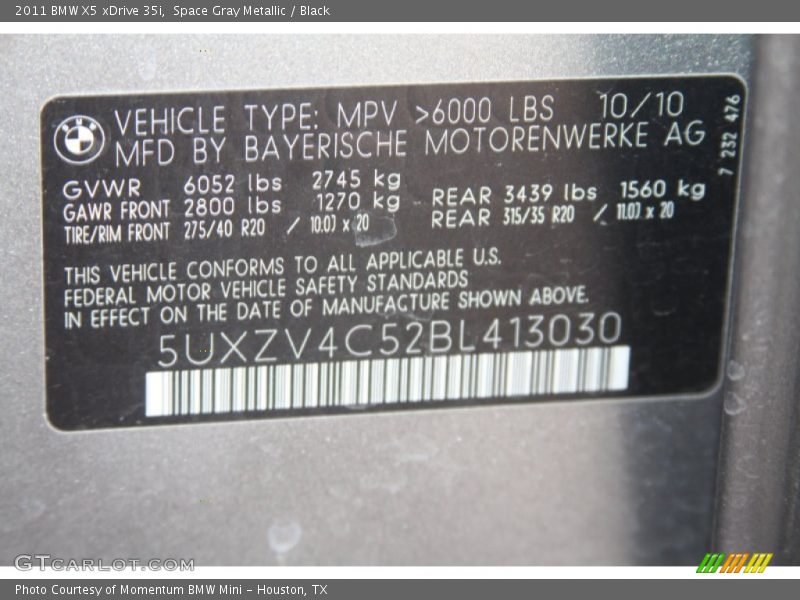 2011 BMW X5 xDrive 35i, Space Gray Metallic / Black
BMW
VEHICLE TYPE: MPV >6000 LBS 10/10
MFD BY BAYERISCHE MOTORENWERKE AG
7 232 476
GVWR 6052 lbs 2745 kg
GAWR FRONT 2800 lbs 1270 kg REAR 3439 lbs 1560 kg
TIRE/RIM FRONT 275/40 R20 / 10.0J x 20 REAR 315/35 R20 / 11.0J x 20
THIS VEHICLE CONFORMS TO ALL APPLICABLE U.S.
FEDERAL MOTOR VEHICLE SAFETY STANDARDS
IN EFFECT ON THE DATE OF MANUFACTURE SHOWN ABOVE.
5UXZV4C52BL413030
GTCARLOT.COM
Photo Courtesy of Momentum BMW Mini - Houston, TX